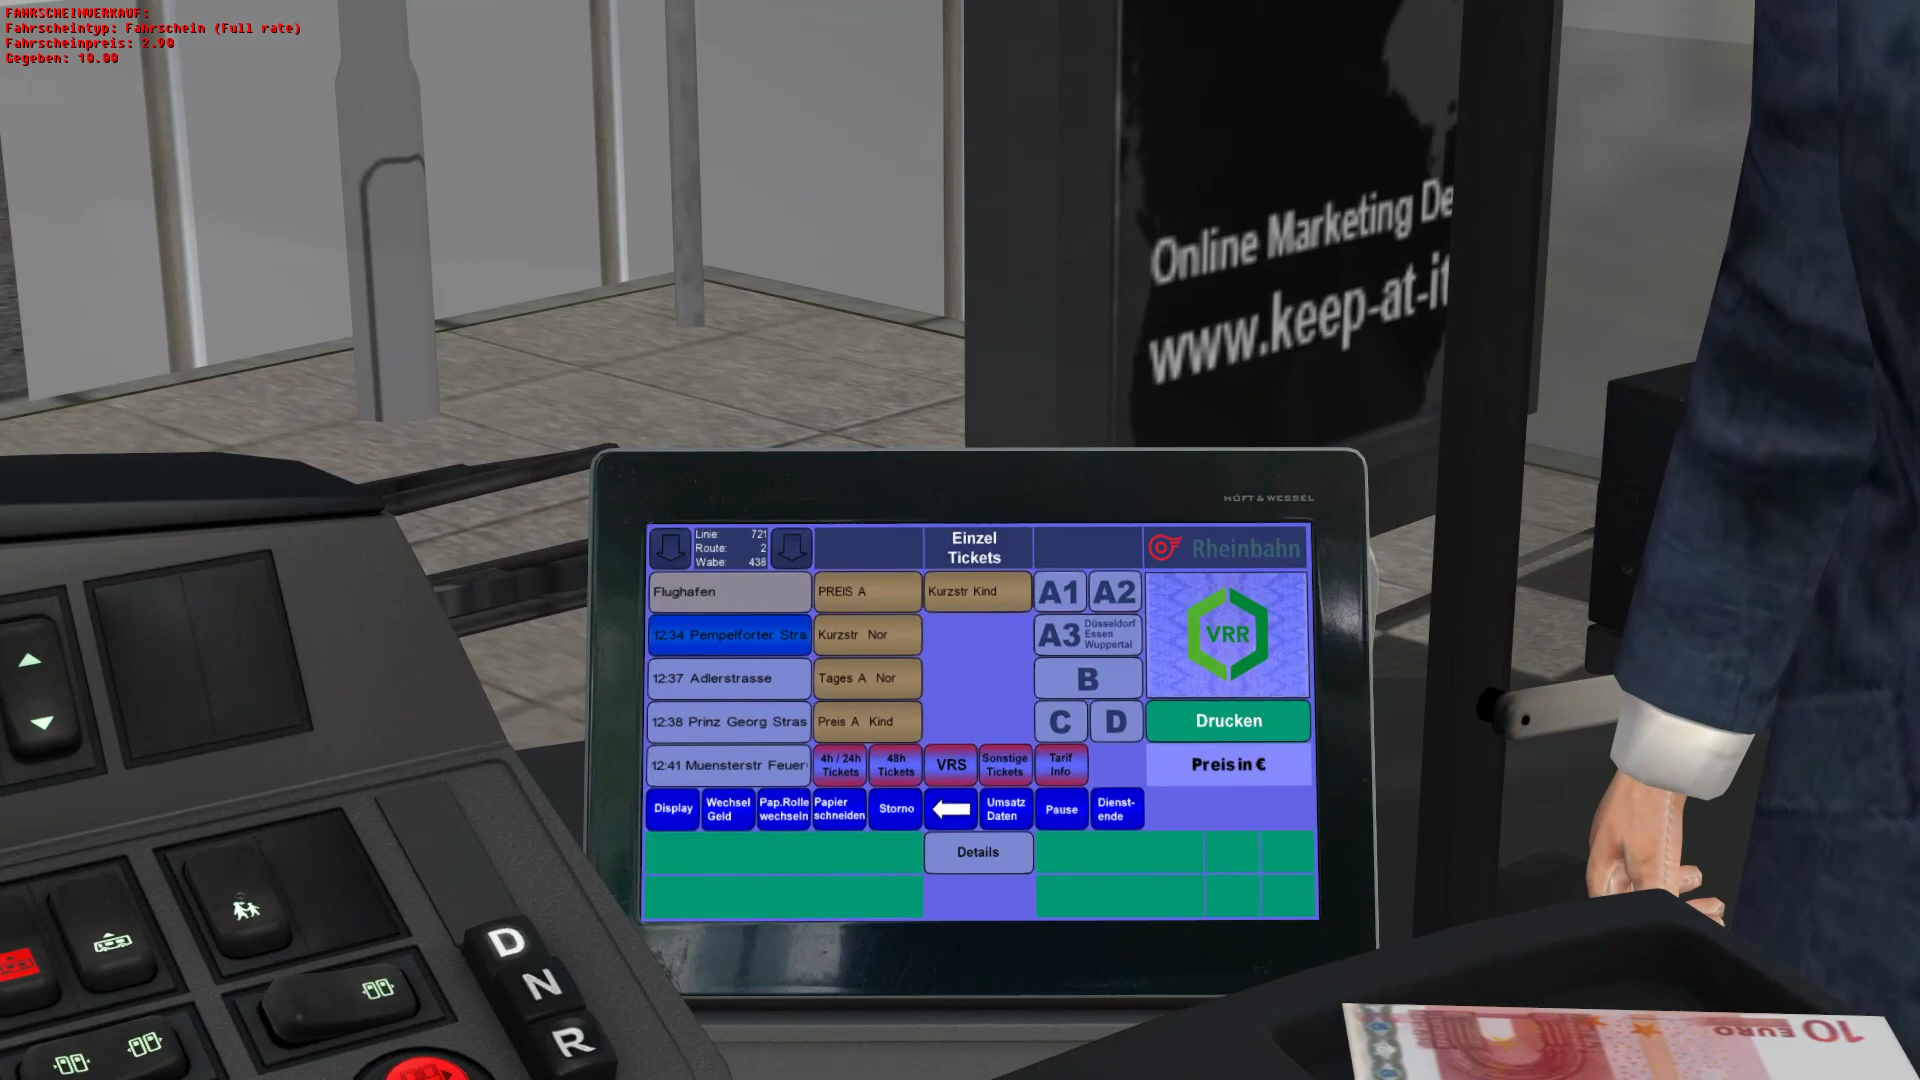 FAHRSCHEINVERKAUF:
Fahrscheintyp: Fahrschein (Full rate)
Fahrscheinpreis: 2.90
Gegeben: 10.00
Online Marketing De
www.keep-at-it
HÖFT & WESSEL
Linie: 721
Route: 2
Wabe: 438
Einzel
Tickets
Rheinbahn
Flughafen
PREIS A
Kurzstr Kind
A1
A2
12:34 Pempelforter Stra
Kurzstr Nor
A3
Düsseldorf
Essen
Wuppertal
VRR
12:37 Adlerstrasse
Tages A Nor
B
12:38 Prinz Georg Stras
Preis A Kind
C
D
Drucken
12:41 Muensterstr Feuer
4h / 24h
Tickets
48h
Tickets
VRS
Sonstige
Tickets
Tarif
Info
Preis in €
Display
Wechsel
Geld
Pap.Rolle
wechseln
Papier
schneiden
Storno
Umsatz
Daten
Pause
Dienst-
ende
Details
D
N
R
10 EURO